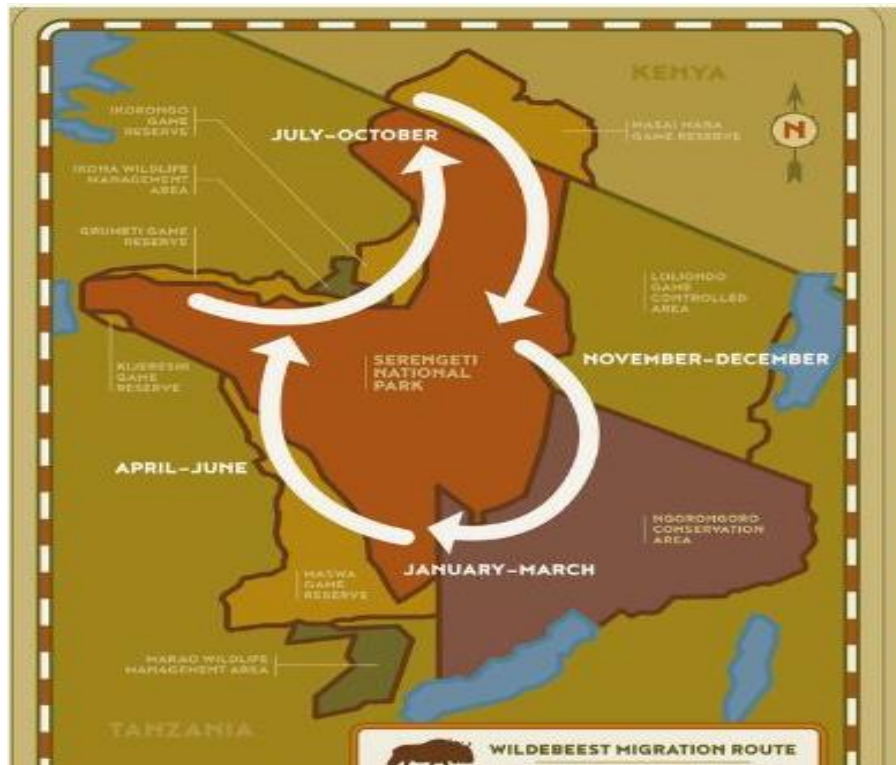 KENYA
IKORONGO
GAME
RESERVE
JULY–OCTOBER
MASAI MARA
GAME RESERVE
N
IKOMA WILDLIFE
MANAGEMENT
AREA
GRUMETI GAME
RESERVE
LOLIONDO
GAME
CONTROLLED
AREA
SERENGETI
NATIONAL
PARK
NOVEMBER–DECEMBER
KIJERESHI
GAME
RESERVE
APRIL–JUNE
NGORONGORO
CONSERVATION
AREA
JANUARY–MARCH
MASWA
GAME
RESERVE
MAKAO WILDLIFE
MANAGEMENT AREA
TANZANIA
WILDEBEEST MIGRATION ROUTE